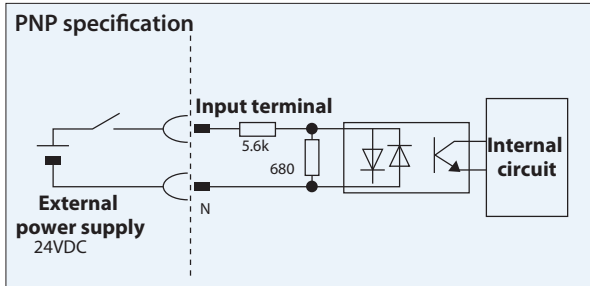 PNP specification
Input terminal
5.6k
680
Internal
circuit
N
External
power supply
24VDC